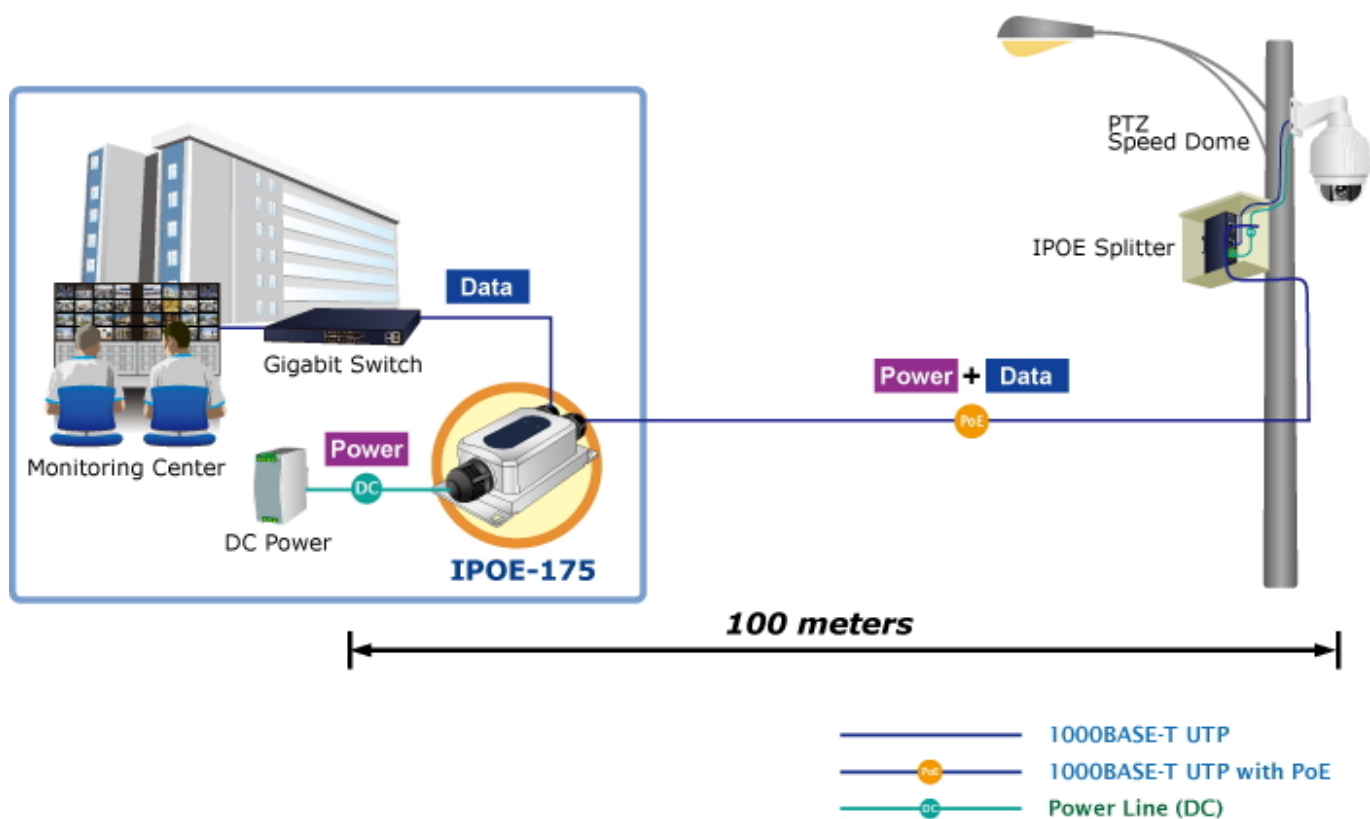 PTZ
Speed Dome
IPOE Splitter
Data
Gigabit Switch
Power + Data
PoE
Monitoring Center
Power
DC
DC Power
IPOE-175
100 meters
1000BASE-T UTP
PoE
1000BASE-T UTP with PoE
DC
Power Line (DC)